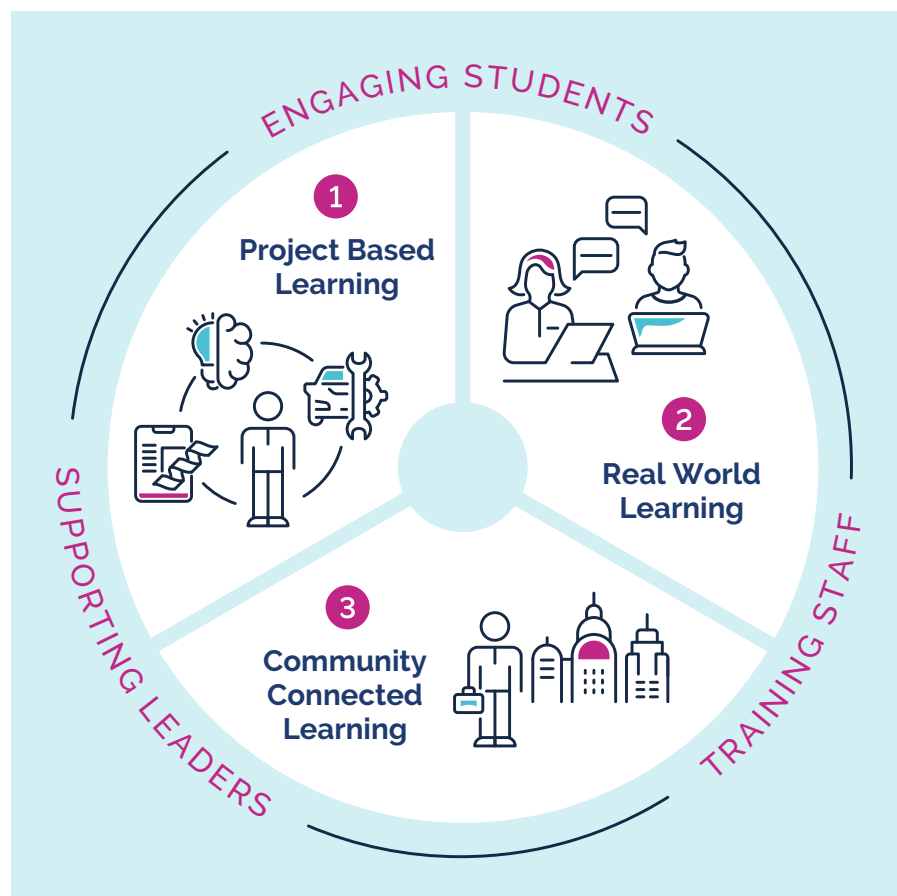 ENGAGING STUDENTS
1
Project Based
Learning
2
Real World
Learning
3
Community
Connected
Learning
SUPPORTING LEADERS
TRAINING STAFF